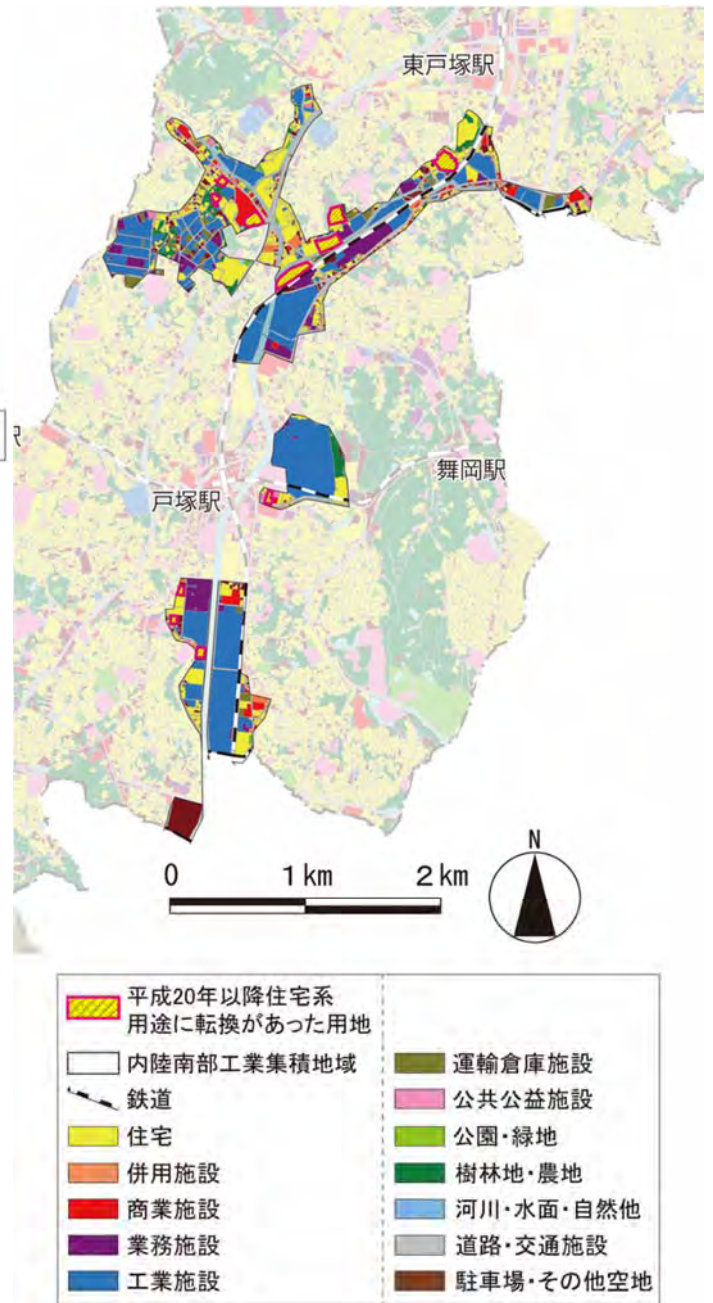 東戸塚駅
駅
舞岡駅
戸塚駅
N
0 1km 2km
平成20年以降住宅系
用途に転換があった用地
内陸南部工業集積地域
鉄道
住宅
併用施設
商業施設
業務施設
工業施設
運輸倉庫施設
公共公益施設
公園・緑地
樹林地・農地
河川・水面・自然他
道路・交通施設
駐車場・その他空地